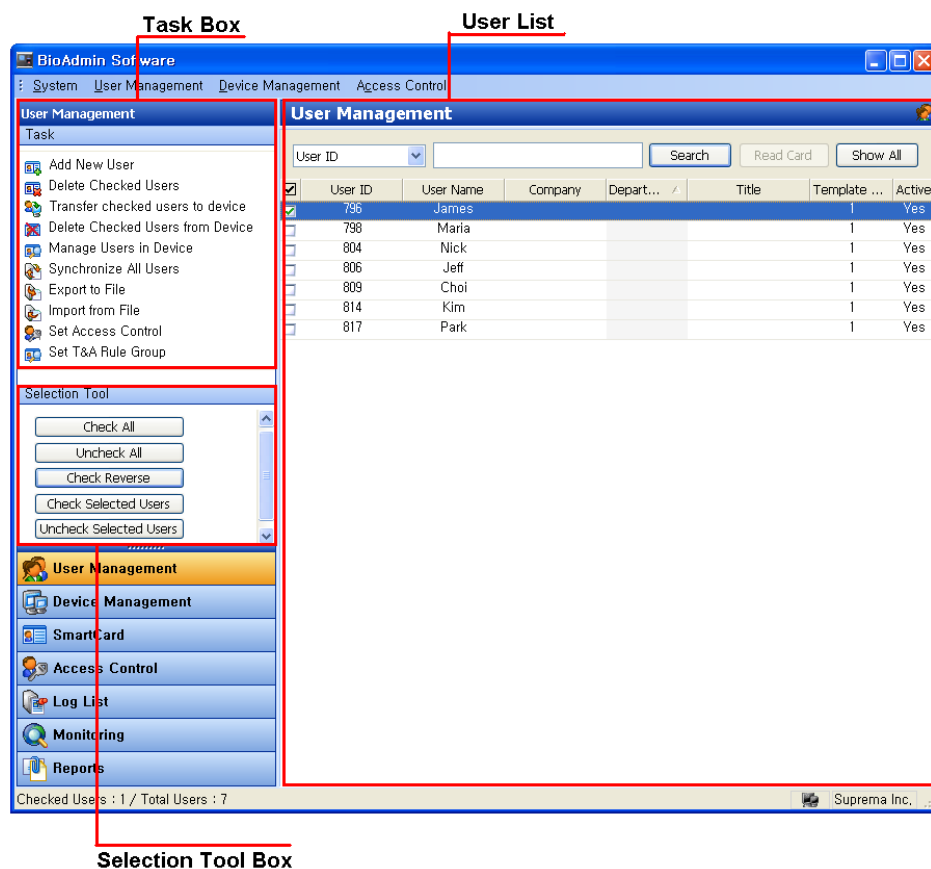 Task Box
User List
BioAdmin Software
System User Management Device Management Access Control
User Management
Task
Add New User
Delete Checked Users
Transfer checked users to device
Delete Checked Users from Device
Manage Users in Device
Synchronize All Users
Export to File
Import from File
Set Access Control
Set T&A Rule Group
Selection Tool
Check All
Uncheck All
Check Reverse
Check Selected Users
Uncheck Selected Users
User Management
Device Management
SmartCard
Access Control
Log List
Monitoring
Reports
User Management
User ID Search Read Card Show All
User ID User Name Company Depart... Title Template ... Active
796 James 1 Yes
798 Maria 1 Yes
804 Nick 1 Yes
806 Jeff 1 Yes
809 Choi 1 Yes
814 Kim 1 Yes
817 Park 1 Yes
Checked Users : 1 / Total Users : 7 Suprema Inc,
Selection Tool Box